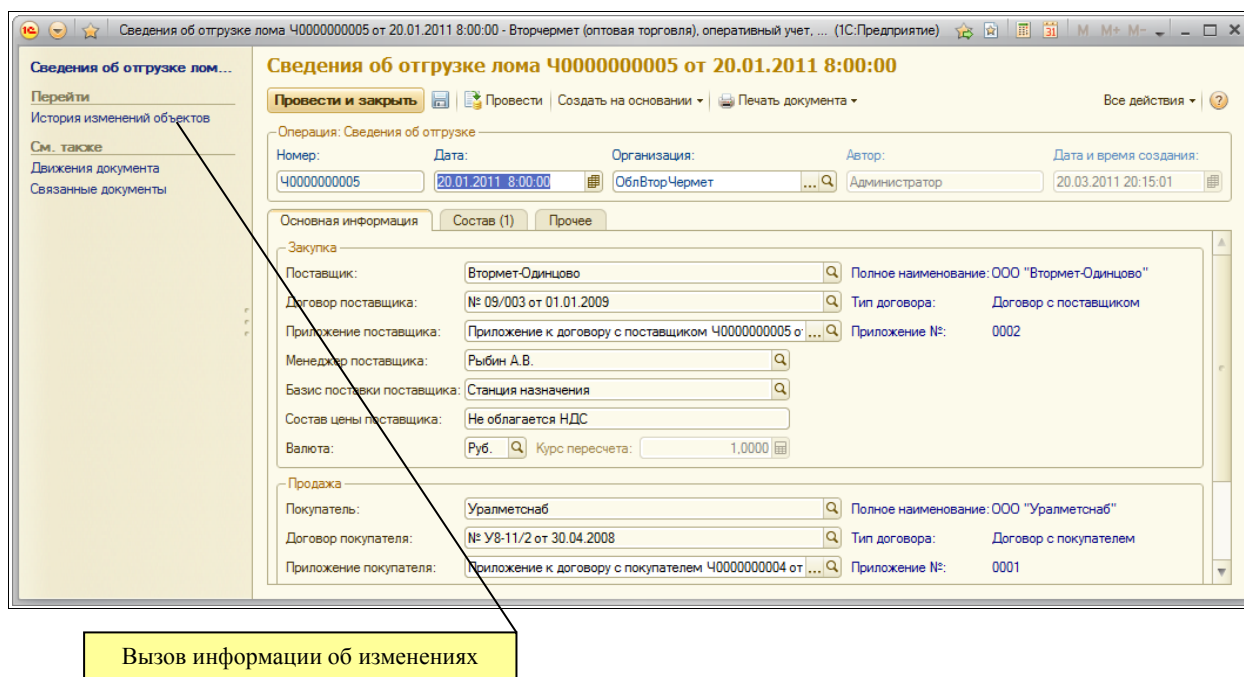 Сведения об отгрузке лома Ч0000000005 от 20.01.2011 8:00:00 - Вторчермет (оптовая торговля), оперативный учет, ... (1С:Предприятие)
M M+ M-
Сведения об отгрузке лом...
Перейти
История изменений объектов
См. также
Движения документа
Связанные документы
Сведения об отгрузке лома Ч0000000005 от 20.01.2011 8:00:00
Провести и закрыть Провести Создать на основании Печать документа Все действия
Операция: Сведения об отгрузке
Номер: Дата: Организация: Автор: Дата и время создания:
Ч0000000005 20.01.2011 8:00:00 ОблВторЧермет ... Администратор 20.03.2011 20:15:01
Основная информация Состав (1) Прочее
Закупка
Поставщик: Втормет-Одинцово Полное наименование: ООО "Втормет-Одинцово"
Договор поставщика: № 09/003 от 01.01.2009 Тип договора: Договор с поставщиком
Приложение поставщика: Приложение к договору с поставщиком Ч0000000005 о ... Приложение №: 0002
Менеджер поставщика: Рыбин А.В.
Базис поставки поставщика: Станция назначения
Состав цены поставщика: Не облагается НДС
Валюта: Руб. Курс пересчета: 1,0000
Продажа
Покупатель: Уралметснаб Полное наименование: ООО "Уралметснаб"
Договор покупателя: № У8-11/2 от 30.04.2008 Тип договора: Договор с покупателем
Приложение покупателя: Приложение к договору с покупателем Ч0000000004 от ... Приложение №: 0001
Вызов информации об изменениях